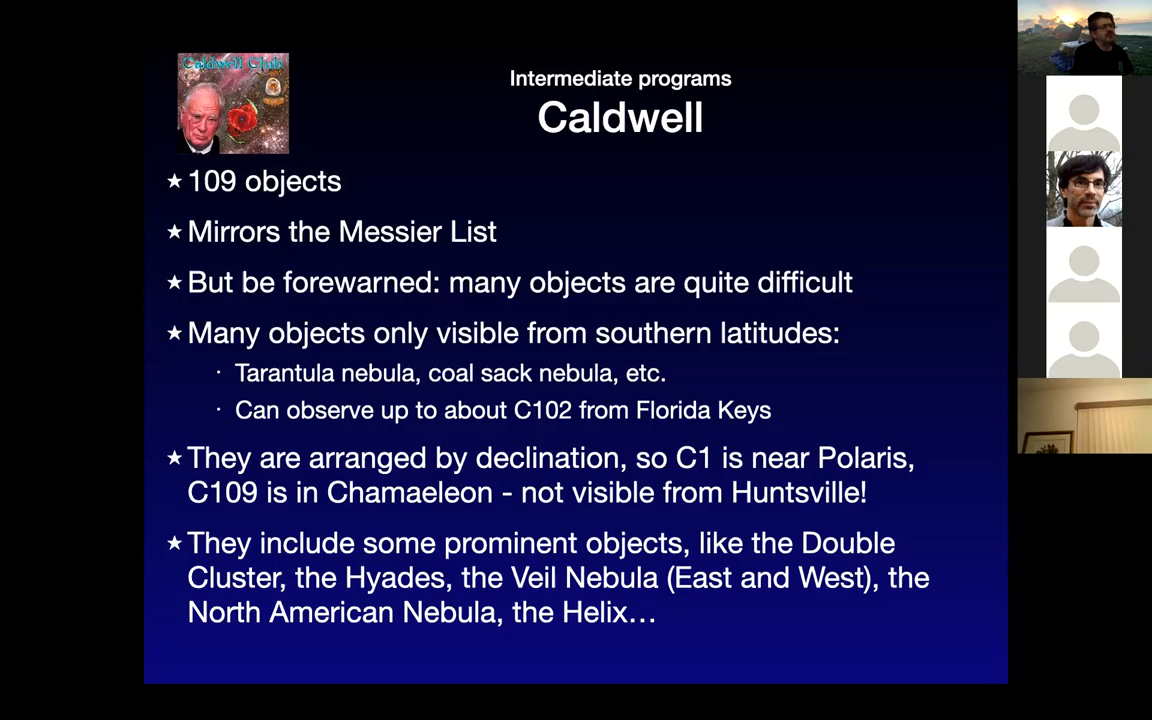 Caldwell Club
Intermediate programs
Caldwell
★109 objects
★Mirrors the Messier List
★But be forewarned: many objects are quite difficult
★Many objects only visible from southern latitudes:
· Tarantula nebula, coal sack nebula, etc.
· Can observe up to about C102 from Florida Keys
★They are arranged by declination, so C1 is near Polaris,
C109 is in Chamaeleon - not visible from Huntsville!
★They include some prominent objects, like the Double
Cluster, the Hyades, the Veil Nebula (East and West), the
North American Nebula, the Helix…